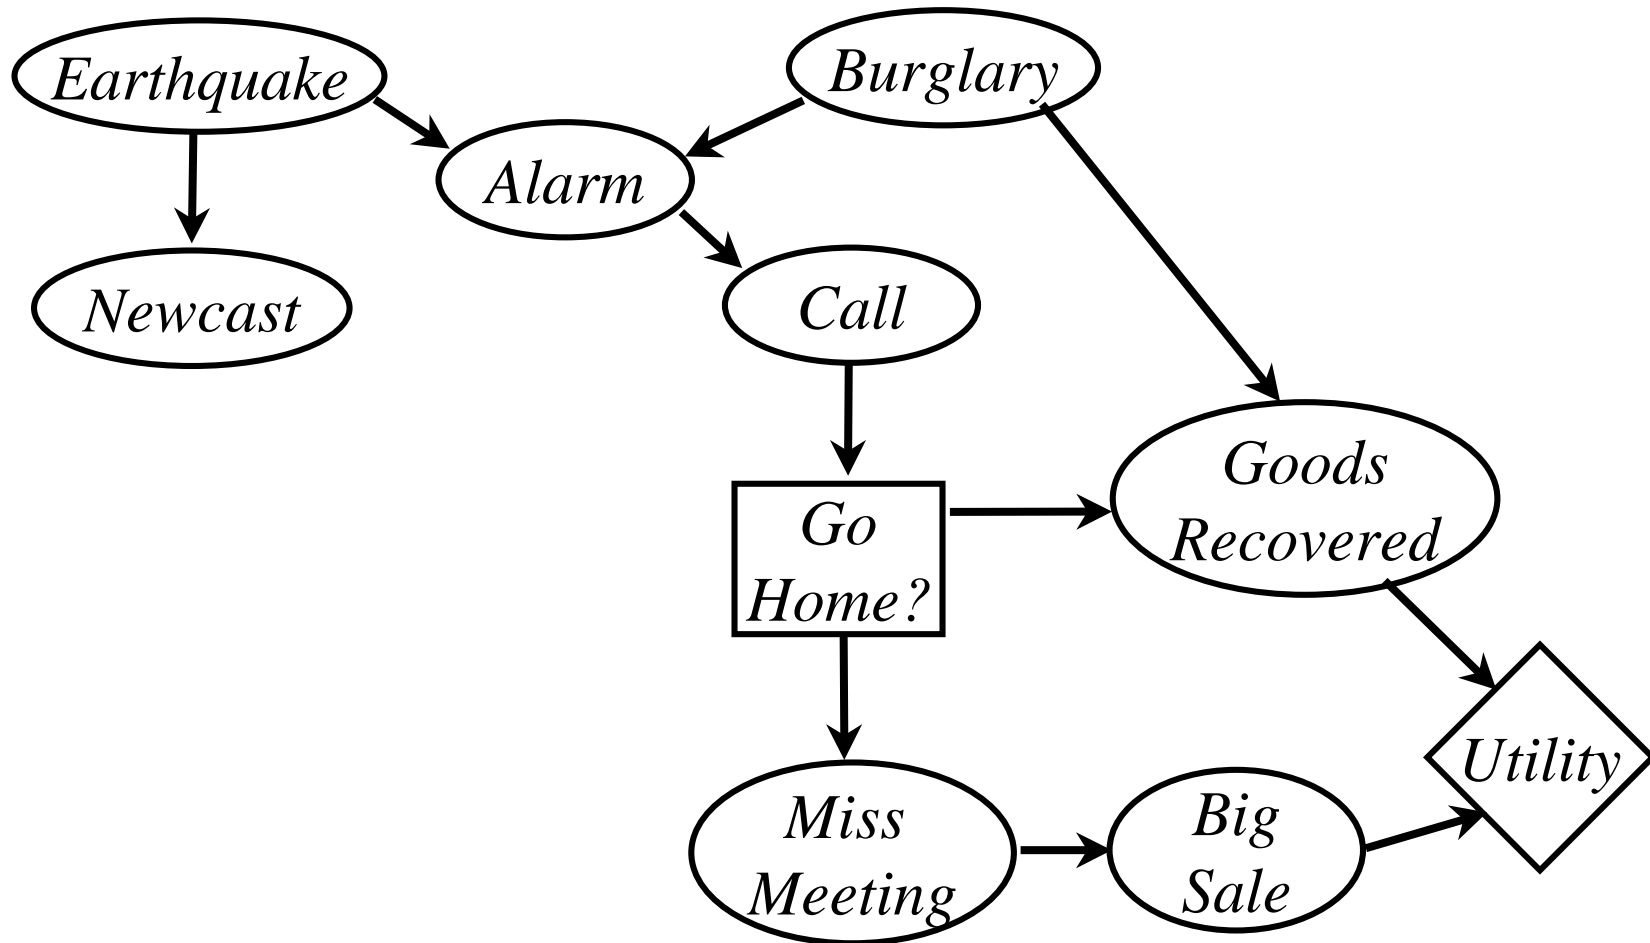 Earthquake
Burglary
Alarm
Newcast
Call
Goods
Recovered
Go
Home?
Utility
Miss
Meeting
Big
Sale